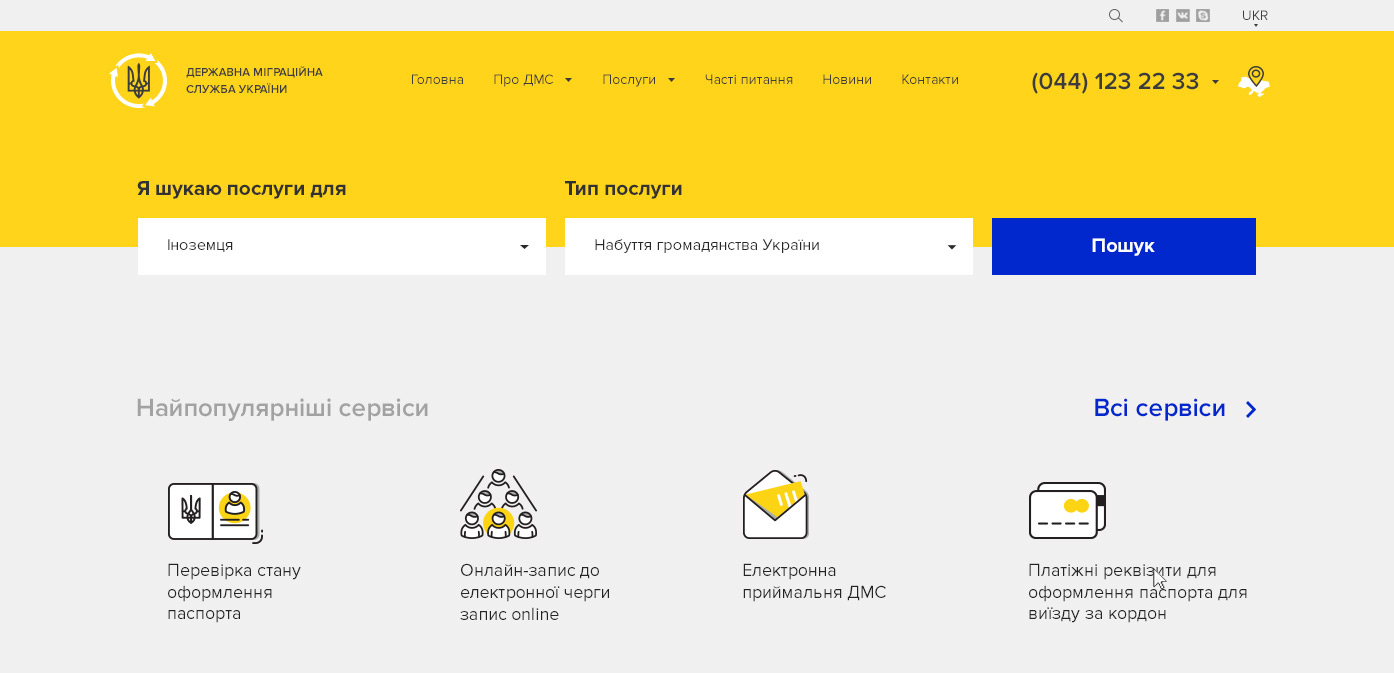 UKR
ДЕРЖАВНА МІГРАЦІЙНА
СЛУЖБА УКРАЇНИ
Головна
Про ДМС
Послуги
Часті питання
Новини
Контакти
(044) 123 22 33
Я шукаю послуги для
Тип послуги
Іноземця
Набуття громадянства України
Пошук
Найпопулярніші сервіси
Всі сервіси
Перевірка стану
оформлення
паспорта
Онлайн-запис до
електронної черги
запис online
Електронна
приймальня ДМС
Платіжні реквізити для
оформлення паспорта для
виїзду за кордон